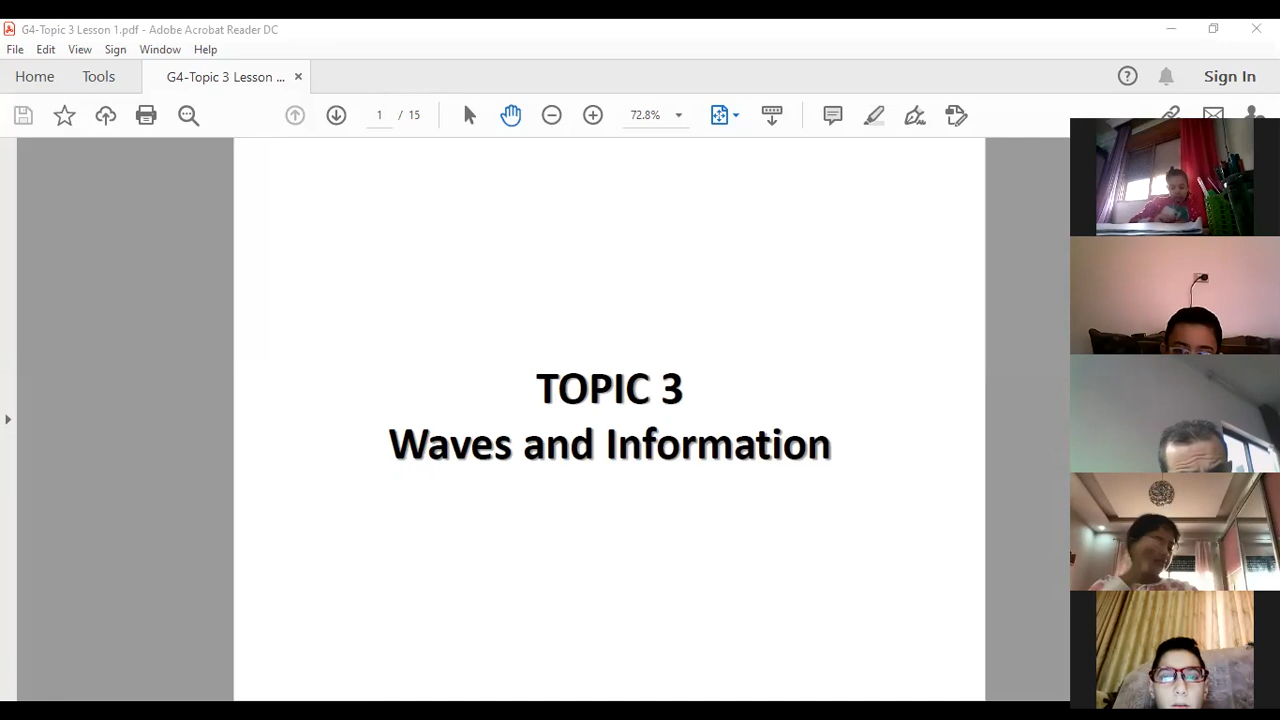 G4-Topic 3 Lesson 1.pdf - Adobe Acrobat Reader DC
File Edit View Sign Window Help
Home Tools G4-Topic 3 Lesson ... × Sign In
1 / 15 72.8%
TOPIC 3
Waves and Information